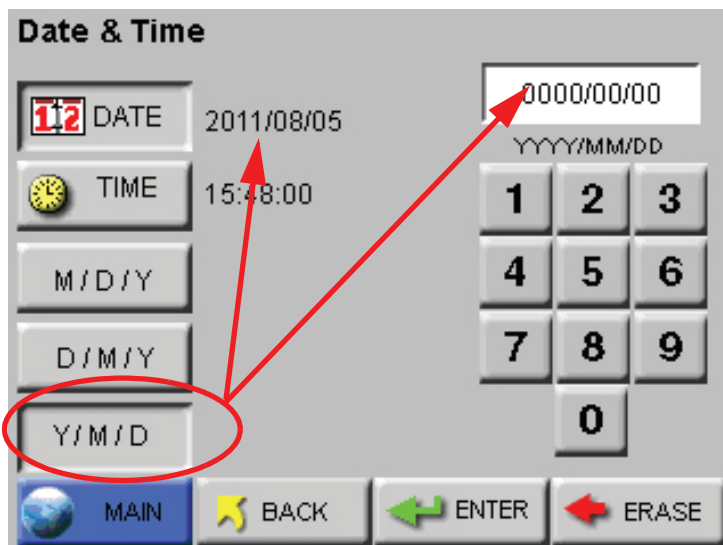 Date & Time
DATE
2011/08/05
0000/00/00
YYYY/MM/DD
TIME
15:48:00
1 2 3
M/D/Y
4 5 6
D/M/Y
7 8 9
Y/M/D
0
MAIN
BACK
ENTER
ERASE